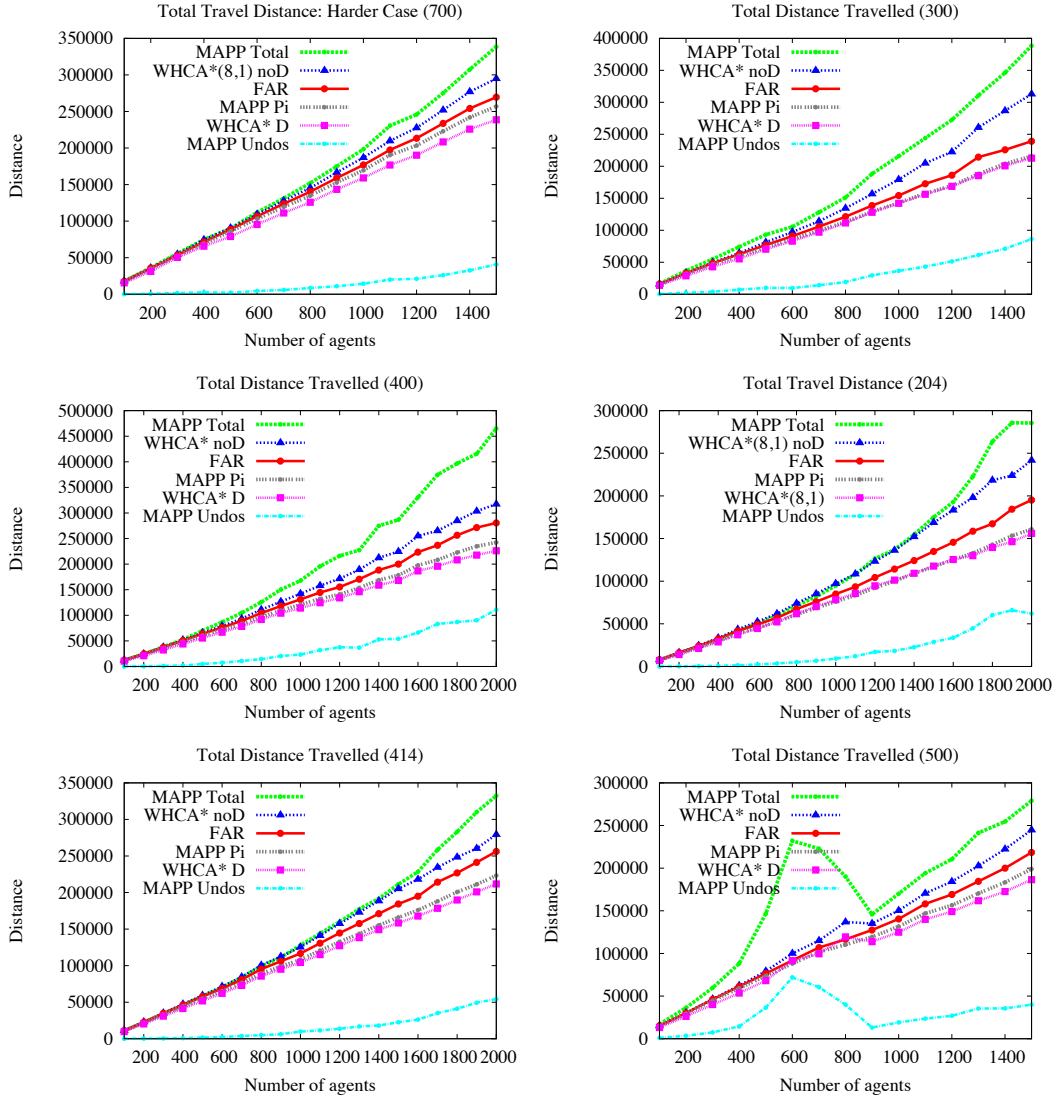 Total Travel Distance: Harder Case (700)
350000
300000
250000
200000
150000
100000
50000
0
Distance
MAPP Total
WHCA*(8,1) noD
FAR
MAPP Pi
WHCA* D
MAPP Undos
200 400 600 800 1000 1200 1400
Number of agents
Total Distance Travelled (300)
400000
350000
300000
250000
200000
150000
100000
50000
0
Distance
MAPP Total
WHCA* noD
FAR
MAPP Pi
WHCA* D
MAPP Undos
200 400 600 800 1000 1200 1400
Number of agents
Total Distance Travelled (400)
500000
450000
400000
350000
300000
250000
200000
150000
100000
50000
0
Distance
MAPP Total
WHCA* noD
FAR
MAPP Pi
WHCA* D
MAPP Undos
200 400 600 800 1000 1200 1400 1600 1800 2000
Number of agents
Total Travel Distance (204)
300000
250000
200000
150000
100000
50000
0
Distance
MAPP Total
WHCA*(8,1) noD
FAR
MAPP Pi
WHCA*(8,1)
MAPP Undos
200 400 600 800 1000 1200 1400 1600 1800 2000
Number of agents
Total Distance Travelled (414)
350000
300000
250000
200000
150000
100000
50000
0
Distance
MAPP Total
WHCA* noD
FAR
MAPP Pi
WHCA* D
MAPP Undos
200 400 600 800 1000 1200 1400 1600 1800 2000
Number of agents
Total Distance Travelled (500)
300000
250000
200000
150000
100000
50000
0
Distance
MAPP Total
WHCA* noD
FAR
MAPP Pi
WHCA* D
MAPP Undos
200 400 600 800 1000 1200 1400
Number of agents